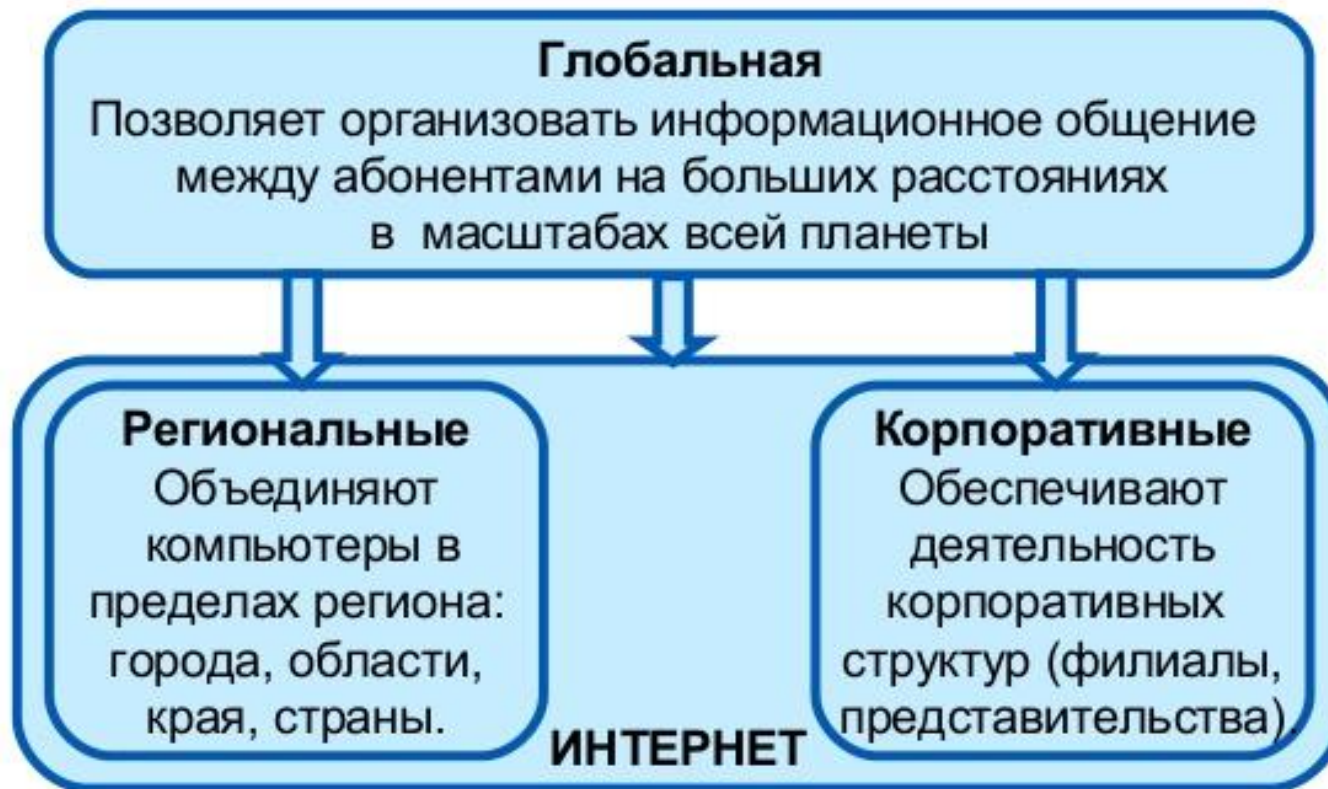 Глобальная
Позволяет организовать информационное общение
между абонентами на больших расстояниях
в масштабах всей планеты
Региональные
Объединяют
компьютеры в
пределах региона:
города, области,
края, страны.
Корпоративные
Обеспечивают
деятельность
корпоративных
структур (филиалы,
представительства).
ИНТЕРНЕТ